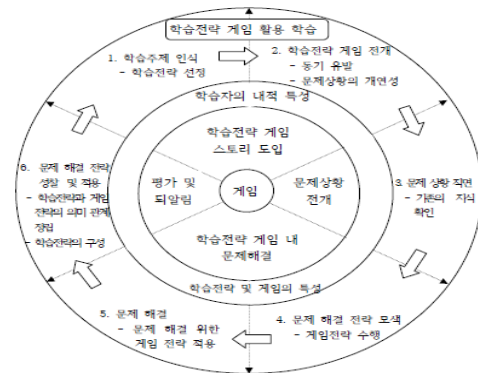 학습전략 게임 활용 학습
1. 학습주제 인식
- 학습전략 선정
2. 학습전략 게임 전개
- 동기 유발
- 문제상황의 개연성
학습자의 내적 특성
학습전략 게임
스토리 도입
평가 및
되알림
게임
문제상황
전개
학습전략 게임 내
문제해결
학습전략 및 게임의 특성
3. 문제 상황 직면
- 기존의 지식
확인
4. 문제 해결 전략 모색
- 게임전략 수행
5. 문제 해결
- 문제 해결 위한
게임 전략 적용
6. 문제 해결 전략
성찰 및 적용
- 학습전략과 게임
전략의 의미 관계
정립
- 학습전략의 구성